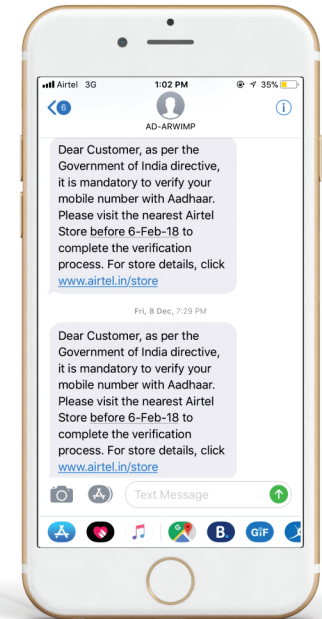 Airtel 3G 1:02 PM 35%
6
AD-ARWIMP
Dear Customer, as per the
Government of India directive,
it is mandatory to verify your
mobile number with Aadhaar.
Please visit the nearest Airtel
Store before 6-Feb-18 to
complete the verification
process. For store details, click
www.airtel.in/store
Fri, 8 Dec, 7:29 PM
Dear Customer, as per the
Government of India directive,
it is mandatory to verify your
mobile number with Aadhaar.
Please visit the nearest Airtel
Store before 6-Feb-18 to
complete the verification
process. For store details, click
www.airtel.in/store
Text Message
G B. GIF